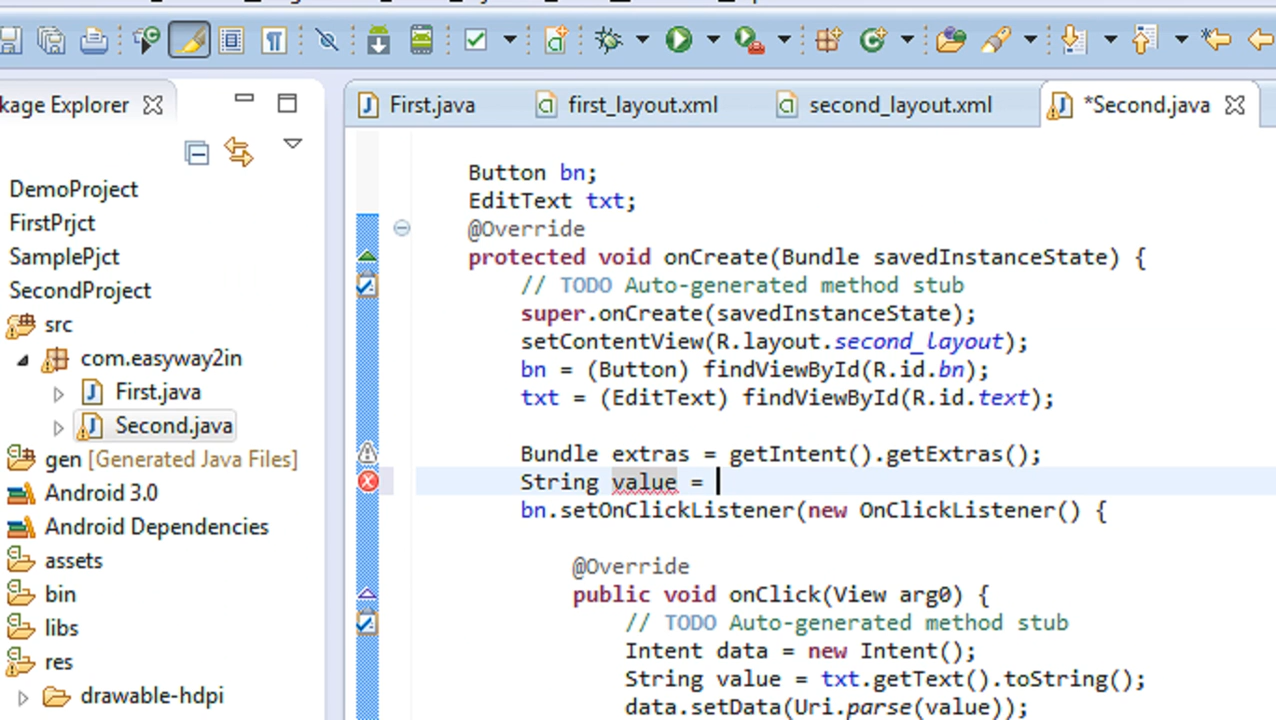 kage Explorer
First.java
first_layout.xml
second_layout.xml
*Second.java
DemoProject
FirstPrjct
SamplePjct
SecondProject
src
com.easyway2in
First.java
Second.java
gen [Generated Java Files]
Android 3.0
Android Dependencies
assets
bin
libs
res
drawable-hdpi
Button bn;
EditText txt;
@Override
protected void onCreate(Bundle savedInstanceState) {
// TODO Auto-generated method stub
super.onCreate(savedInstanceState);
setContentView(R.layout.second_layout);
bn = (Button) findViewById(R.id.bn);
txt = (EditText) findViewById(R.id.text);
Bundle extras = getIntent().getExtras();
String value =
bn.setOnClickListener(new OnClickListener() {
@Override
public void onClick(View arg0) {
// TODO Auto-generated method stub
Intent data = new Intent();
String value = txt.getText().toString();
data.setData(Uri.parse(value));